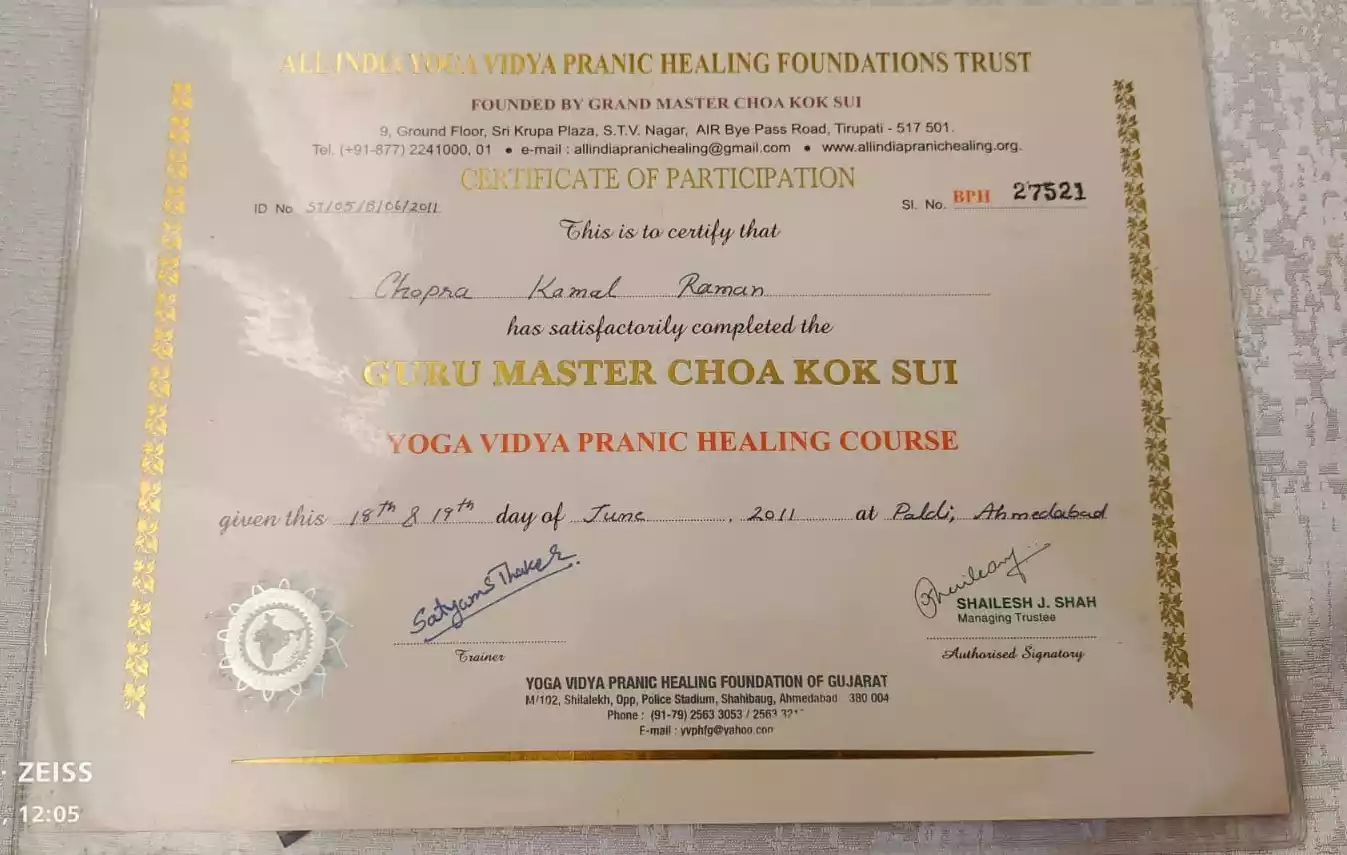 ALL INDIA YOGA VIDYA PRANIC HEALING FOUNDATIONS TRUST
FOUNDED BY GRAND MASTER CHOA KOK SUI
9, Ground Floor, Sri Krupa Plaza, S.T.V. Nagar, AIR Bye Pass Road, Tirupati - 517 501.
Tel. (+91-877) 2241000, 01 • e-mail : allindiapranichealing@gmail.com • www.allindiapranichealing.org.
CERTIFICATE OF PARTICIPATION
ID No ST/05/B/06/2011 Sl. No. BPH 27521
This is to certify that
Chopra Kamal Raman
has satisfactorily completed the
GURU MASTER CHOA KOK SUI
YOGA VIDYA PRANIC HEALING COURSE
given this 18th & 19th day of June, 2011 at Paldi, Ahmedabad
Satyam S Thaker.
SHAILESH J. SHAH
Managing Trustee
Trainer Authorised Signatory
YOGA VIDYA PRANIC HEALING FOUNDATION OF GUJARAT
M/102, Shilalekh, Opp, Police Stadium, Shahibaug, Ahmedabad 380 004
Phone : (91-79) 2563 3053 / 2563
E-mail : yvphfg@yahoo.com
ZEISS
12:05